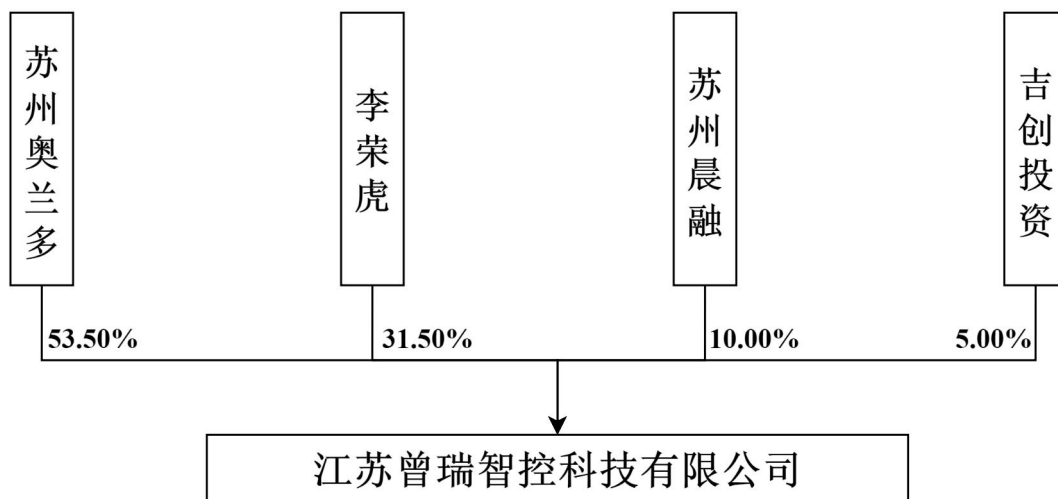 苏州奥兰多
李荣虎
苏州晨融
吉创投资
53.50%
31.50%
10.00%
5.00%
江苏曾瑞智控科技有限公司